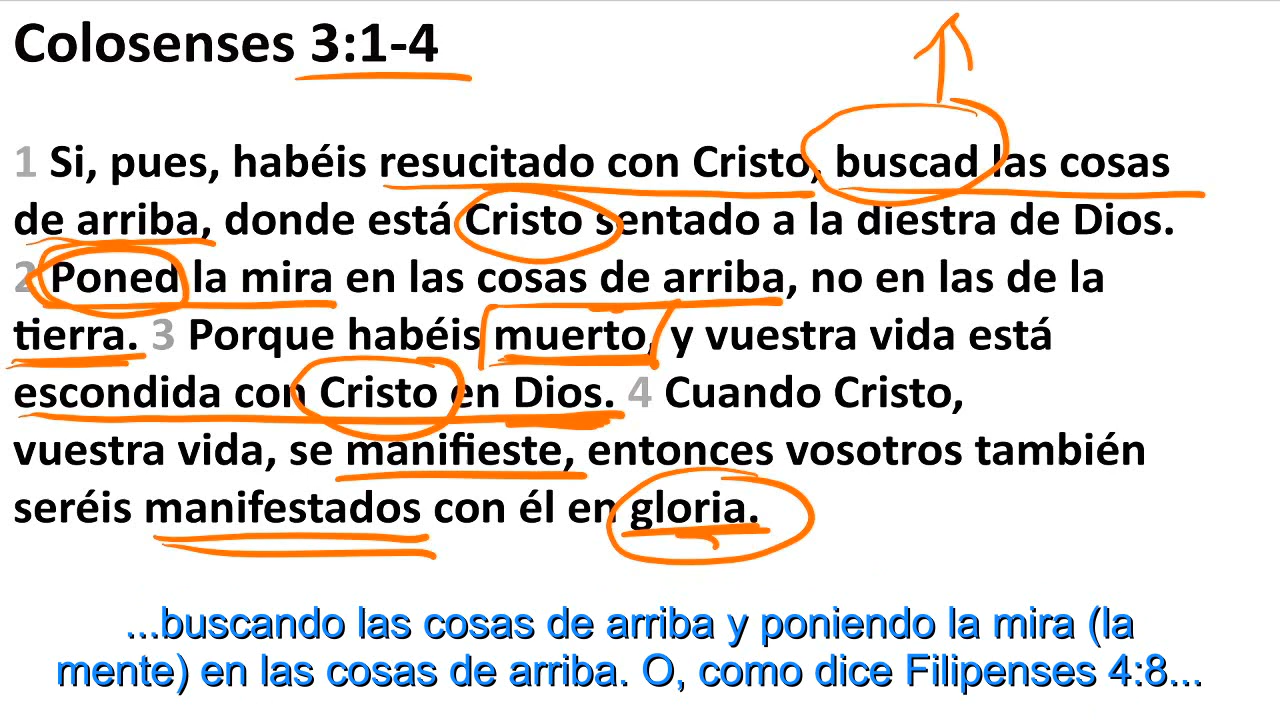 Colosenses 3:1-4
1 Si, pues, habéis resucitado con Cristo, buscad las cosas
de arriba, donde está Cristo sentado a la diestra de Dios.
2 Poned la mira en las cosas de arriba, no en las de la
tierra. 3 Porque habéis muerto, y vuestra vida está
escondida con Cristo en Dios. 4 Cuando Cristo,
vuestra vida, se manifieste, entonces vosotros también
seréis manifestados con él en gloria.
...buscando las cosas de arriba y poniendo la mira (la
mente) en las cosas de arriba. O, como dice Filipenses 4:8...